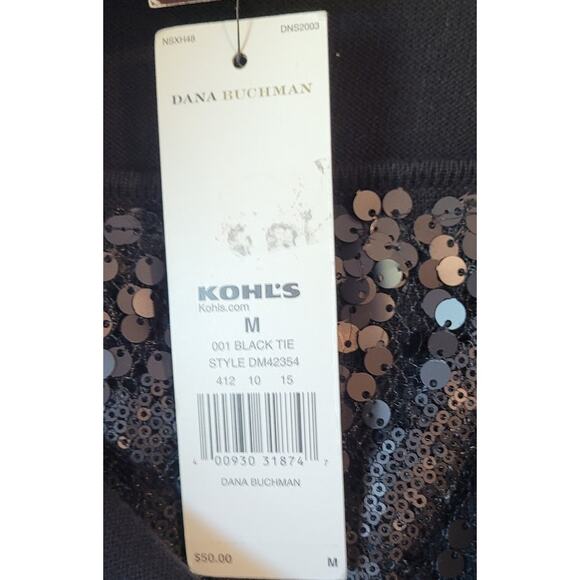 NSXH48 DNS2003
DANA BUCHMAN
KOHL'S
Kohls.com
M
001 BLACK TIE
STYLE DM42354
412 10 15
4 00930 31874 7
DANA BUCHMAN
$50.00 M